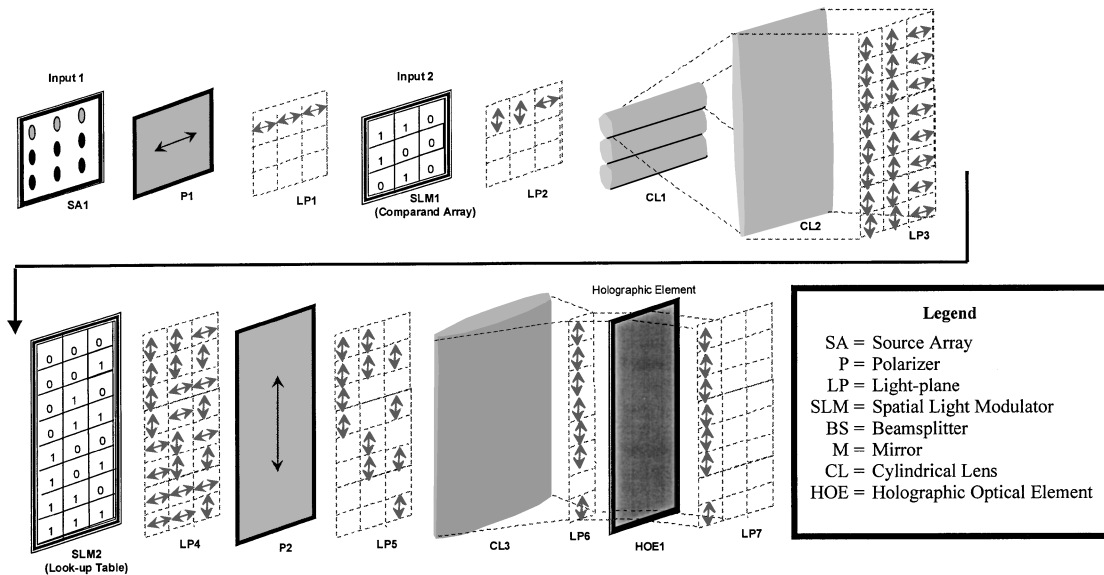 Input 1
SA1
P1
LP1
Input 2
1 1 0
1 0 0
0 1 0
SLM1
(Comparand Array)
LP2
CL1
CL2
LP3
0 0 0
0 0 1
0 1 0
0 1 1
1 0 0
1 0 1
1 1 0
1 1 1
SLM2
(Look-up Table)
LP4
P2
LP5
CL3
LP6
Holographic Element
HOE1
LP7
Legend
SA = Source Array
P = Polarizer
LP = Light-plane
SLM = Spatial Light Modulator
BS = Beamsplitter
M = Mirror
CL = Cylindrical Lens
HOE = Holographic Optical Element